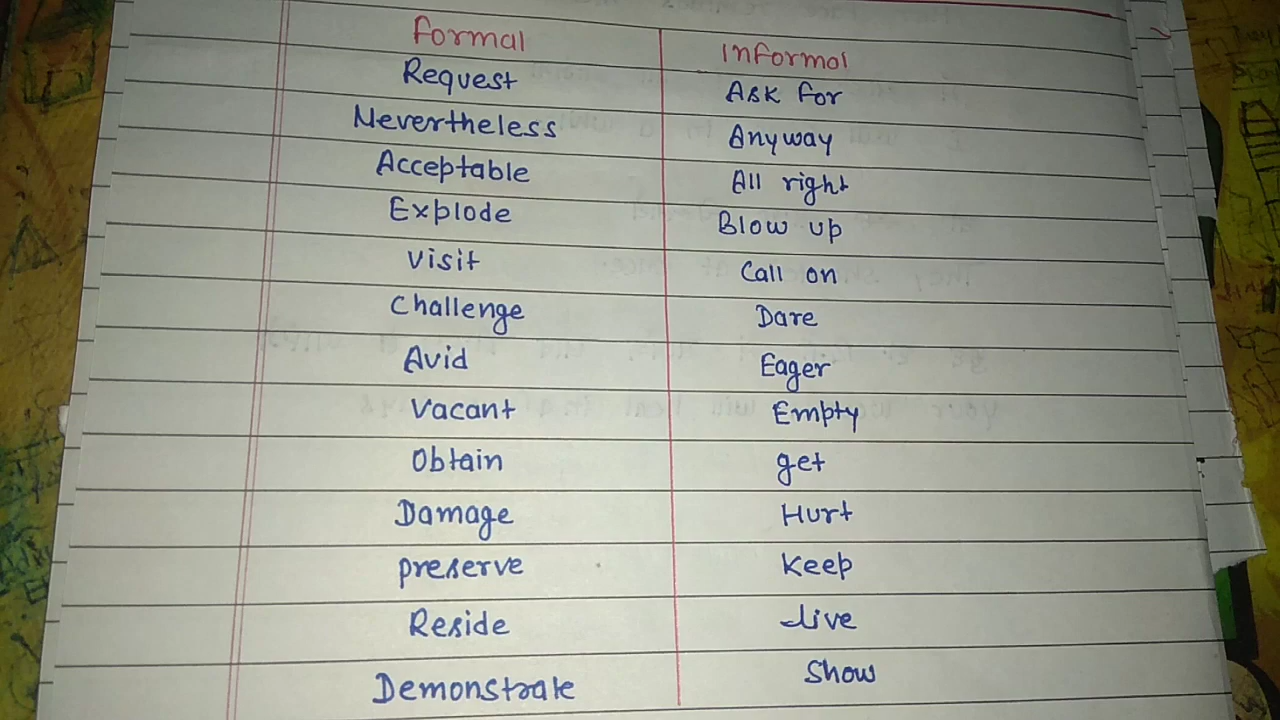 Formal Informal
Request Ask for
Nevertheless Anyway
Acceptable All right
Explode Blow up
Visit Call on
Challenge Dare
Avid Eager
Vacant Empty
Obtain get
Damage Hurt
preserve Keep
Reside Live
Demonstrate Show